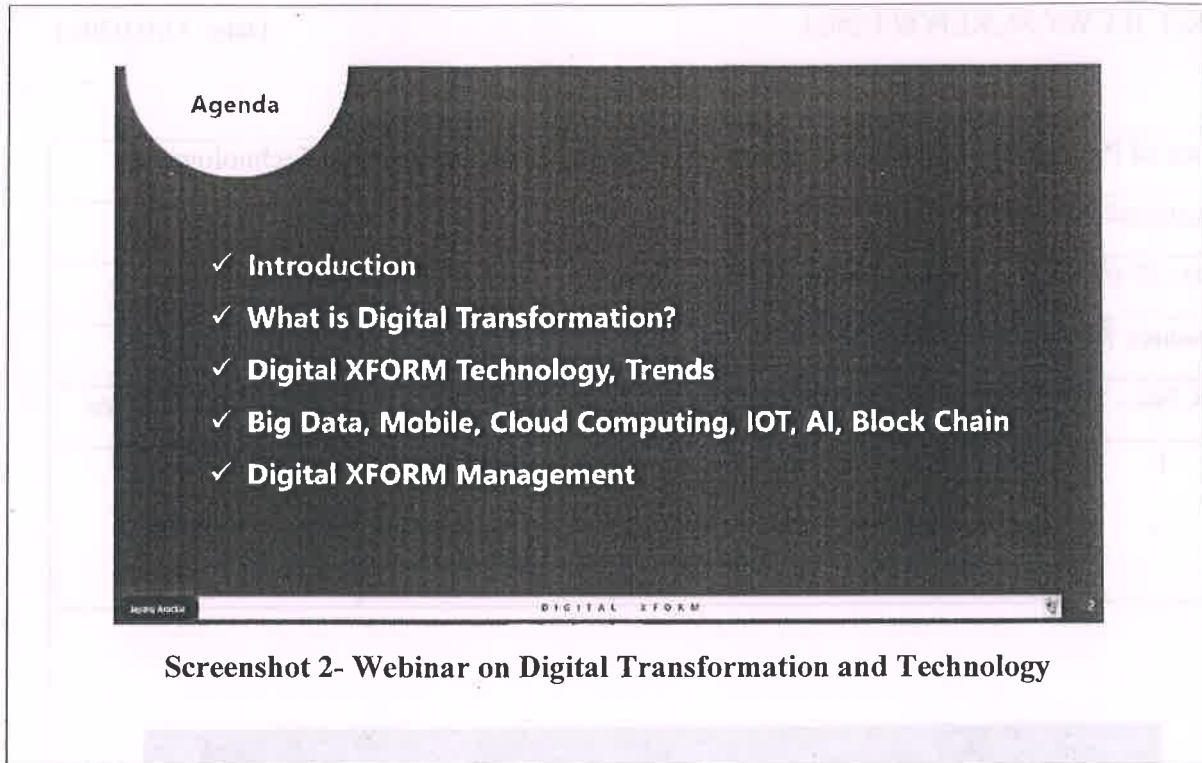 Agenda
✓ Introduction
✓ What is Digital Transformation?
✓ Digital XFORM Technology, Trends
✓ Big Data, Mobile, Cloud Computing, IOT, AI, Block Chain
✓ Digital XFORM Management
DIGITAL XFORM
2
Screenshot 2- Webinar on Digital Transformation and Technology